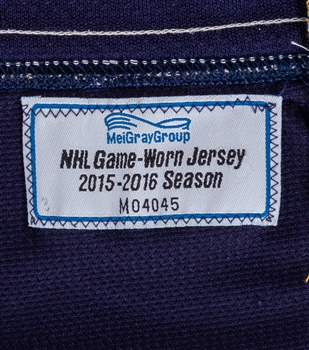 MeiGrayGroup
NHL Game-Worn Jersey
2015-2016 Season
M04045